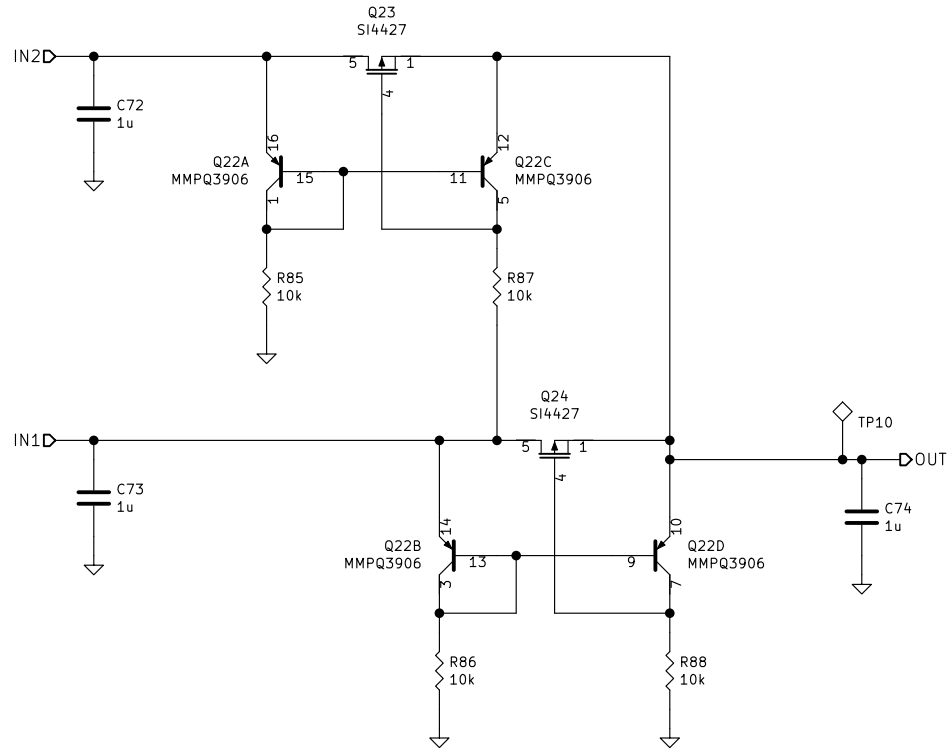 Q23
SI4427
IN2
5
1
4
C72
1u
16
12
Q22A
MMPQ3906
15
11
Q22C
MMPQ3906
1
5
R85
10k
R87
10k
Q24
SI4427
TP10
IN1
5
1
OUT
4
C73
1u
C74
1u
14
10
Q22B
MMPQ3906
13
9
Q22D
MMPQ3906
3
7
R86
10k
R88
10k